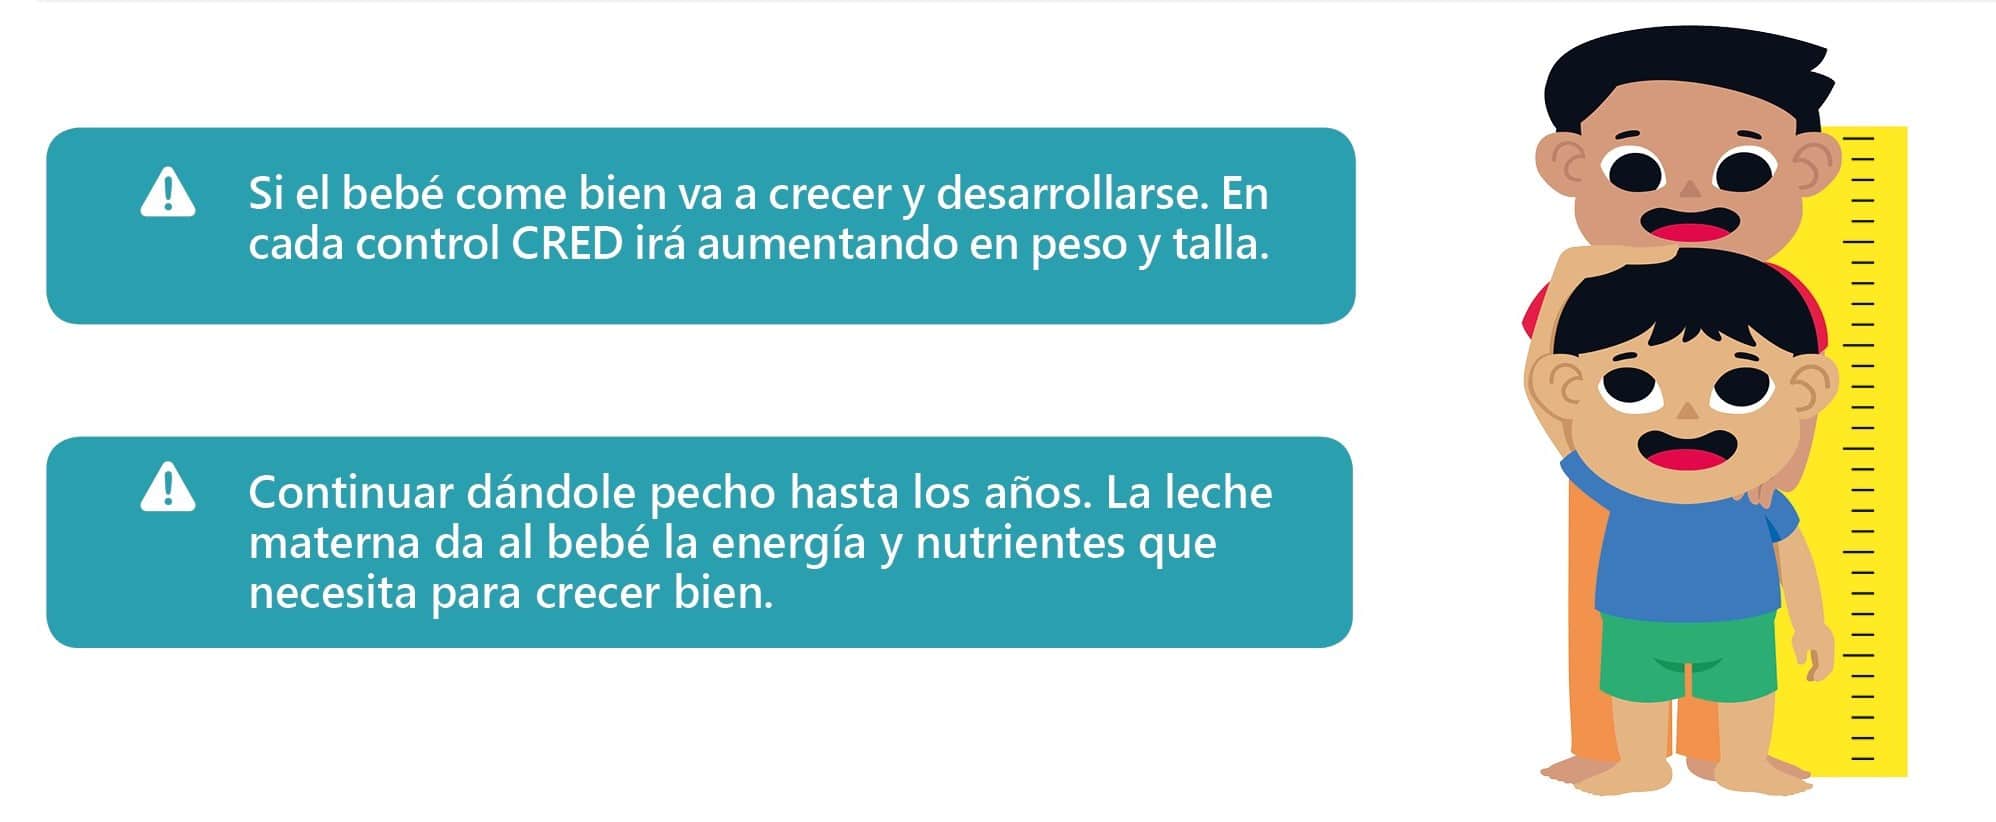 Si el bebé come bien va a crecer y desarrollarse. En
cada control CRED irá aumentando en peso y talla.
Continuar dándole pecho hasta los años. La leche
materna da al bebé la energía y nutrientes que
necesita para crecer bien.